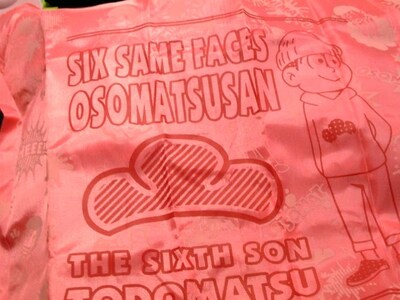 SIX SAME FACES
OSOMATSUSAN
THE SIXTH SON
TODOMATSU